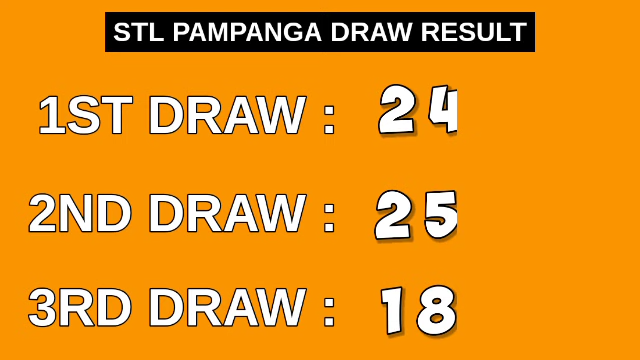 STL PAMPANGA DRAW RESULT
1ST DRAW : 24
2ND DRAW : 25
3RD DRAW : 18